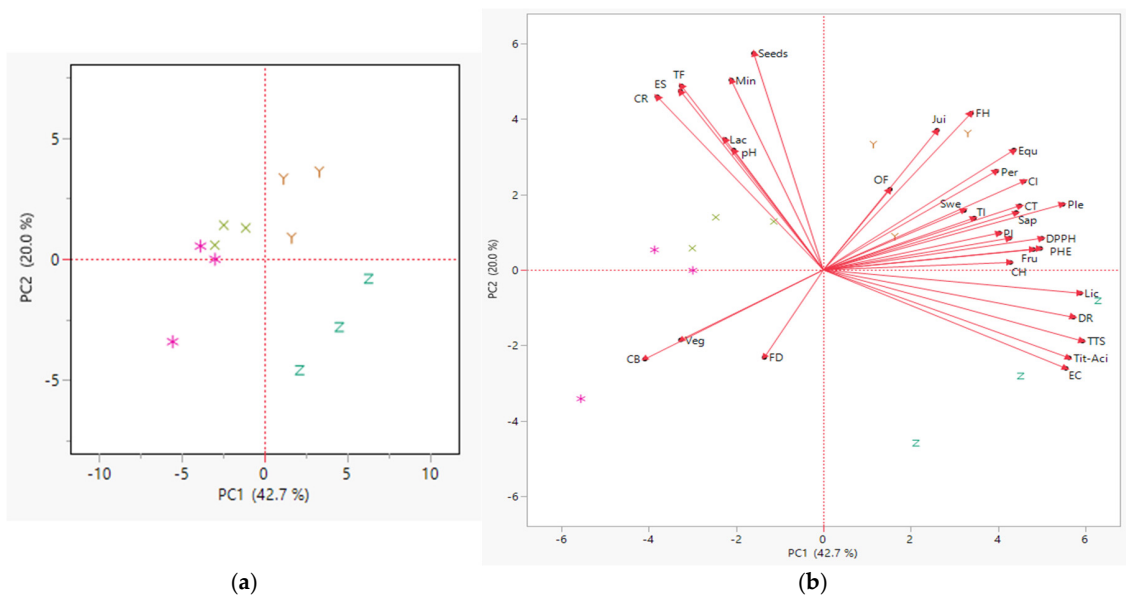 5
0
-5
PC2 (20.0 %)
-10
-5
0
5
10
PC1 (42.7 %)
(a)
6
4
2
0
-2
-4
-6
PC2 (20.0 %)
Seeds
TF
Min
ES
CR
FH
Jui
Lac
pH
Equ
Per
CI
OF
Swe
CT
Ple
TI
Sap
PI
DPPH
PHE
Fru
CH
Lic
DR
TTS
Tit-Aci
EC
Veg
CB
FD
-6
-4
-2
0
2
4
6
PC1 (42.7 %)
(b)